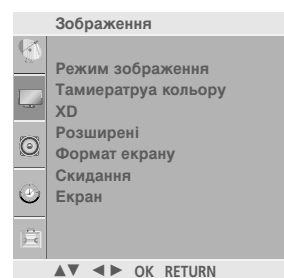 Зображення
Режим зображення
Тамиератруа кольору
XD
Розширені
Формат екрану
Скидання
Екран
▲▼ ◄► OK RETURN